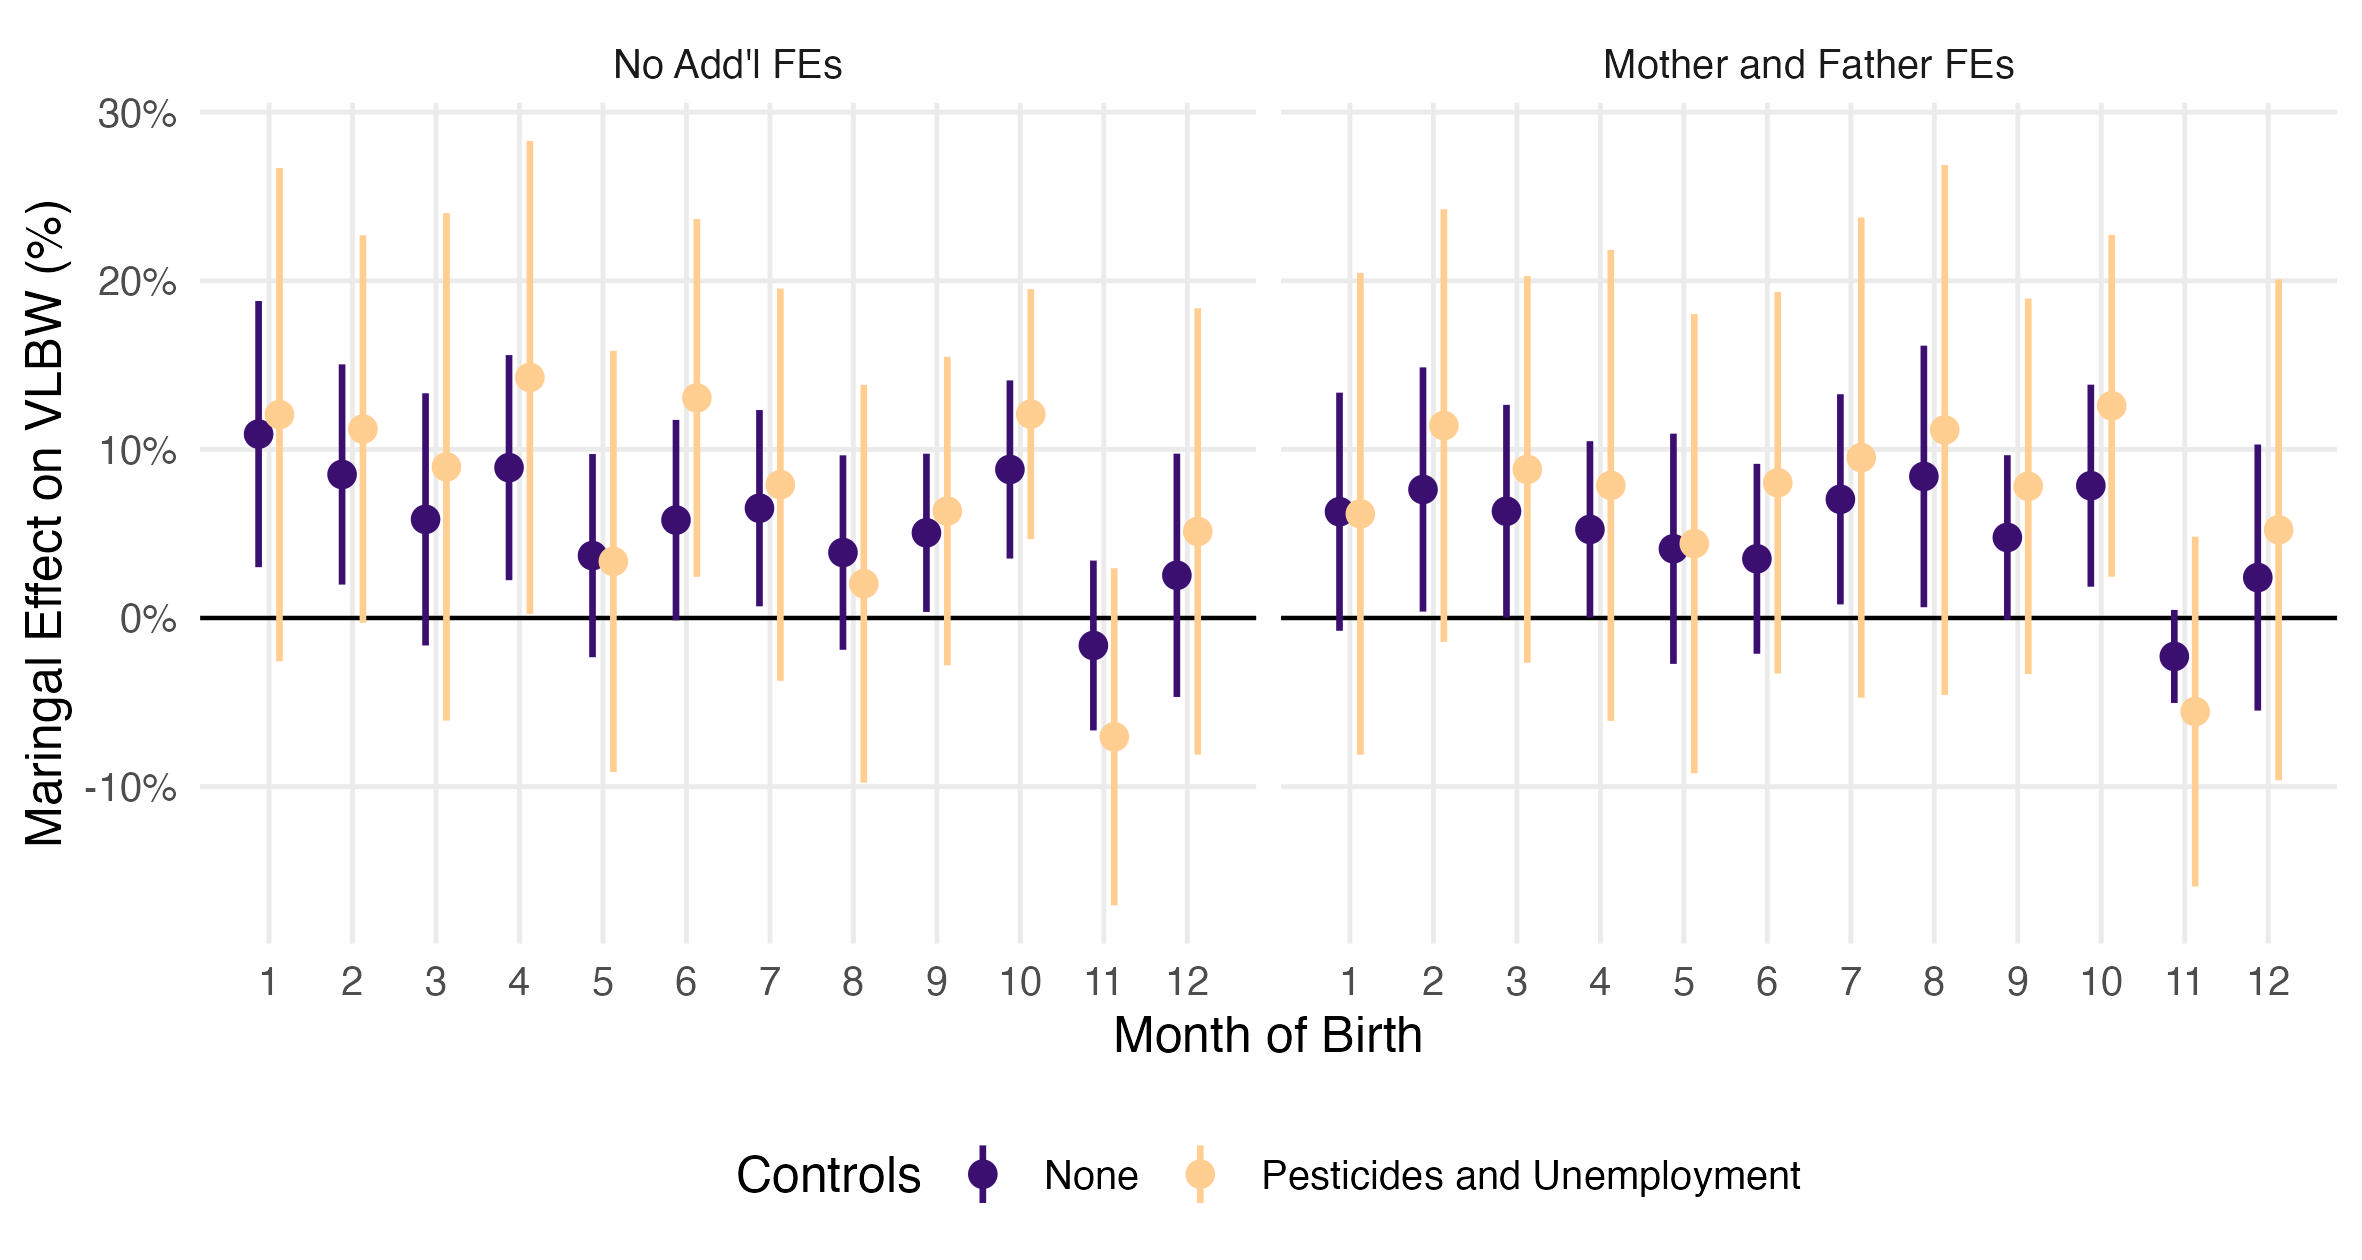 No Add'l FEs Mother and Father FEs
Maringal Effect on VLBW (%)
30%
20%
10%
0%
-10%
1 2 3 4 5 6 7 8 9 10 11 12 1 2 3 4 5 6 7 8 9 10 11 12
Month of Birth
Controls None Pesticides and Unemployment